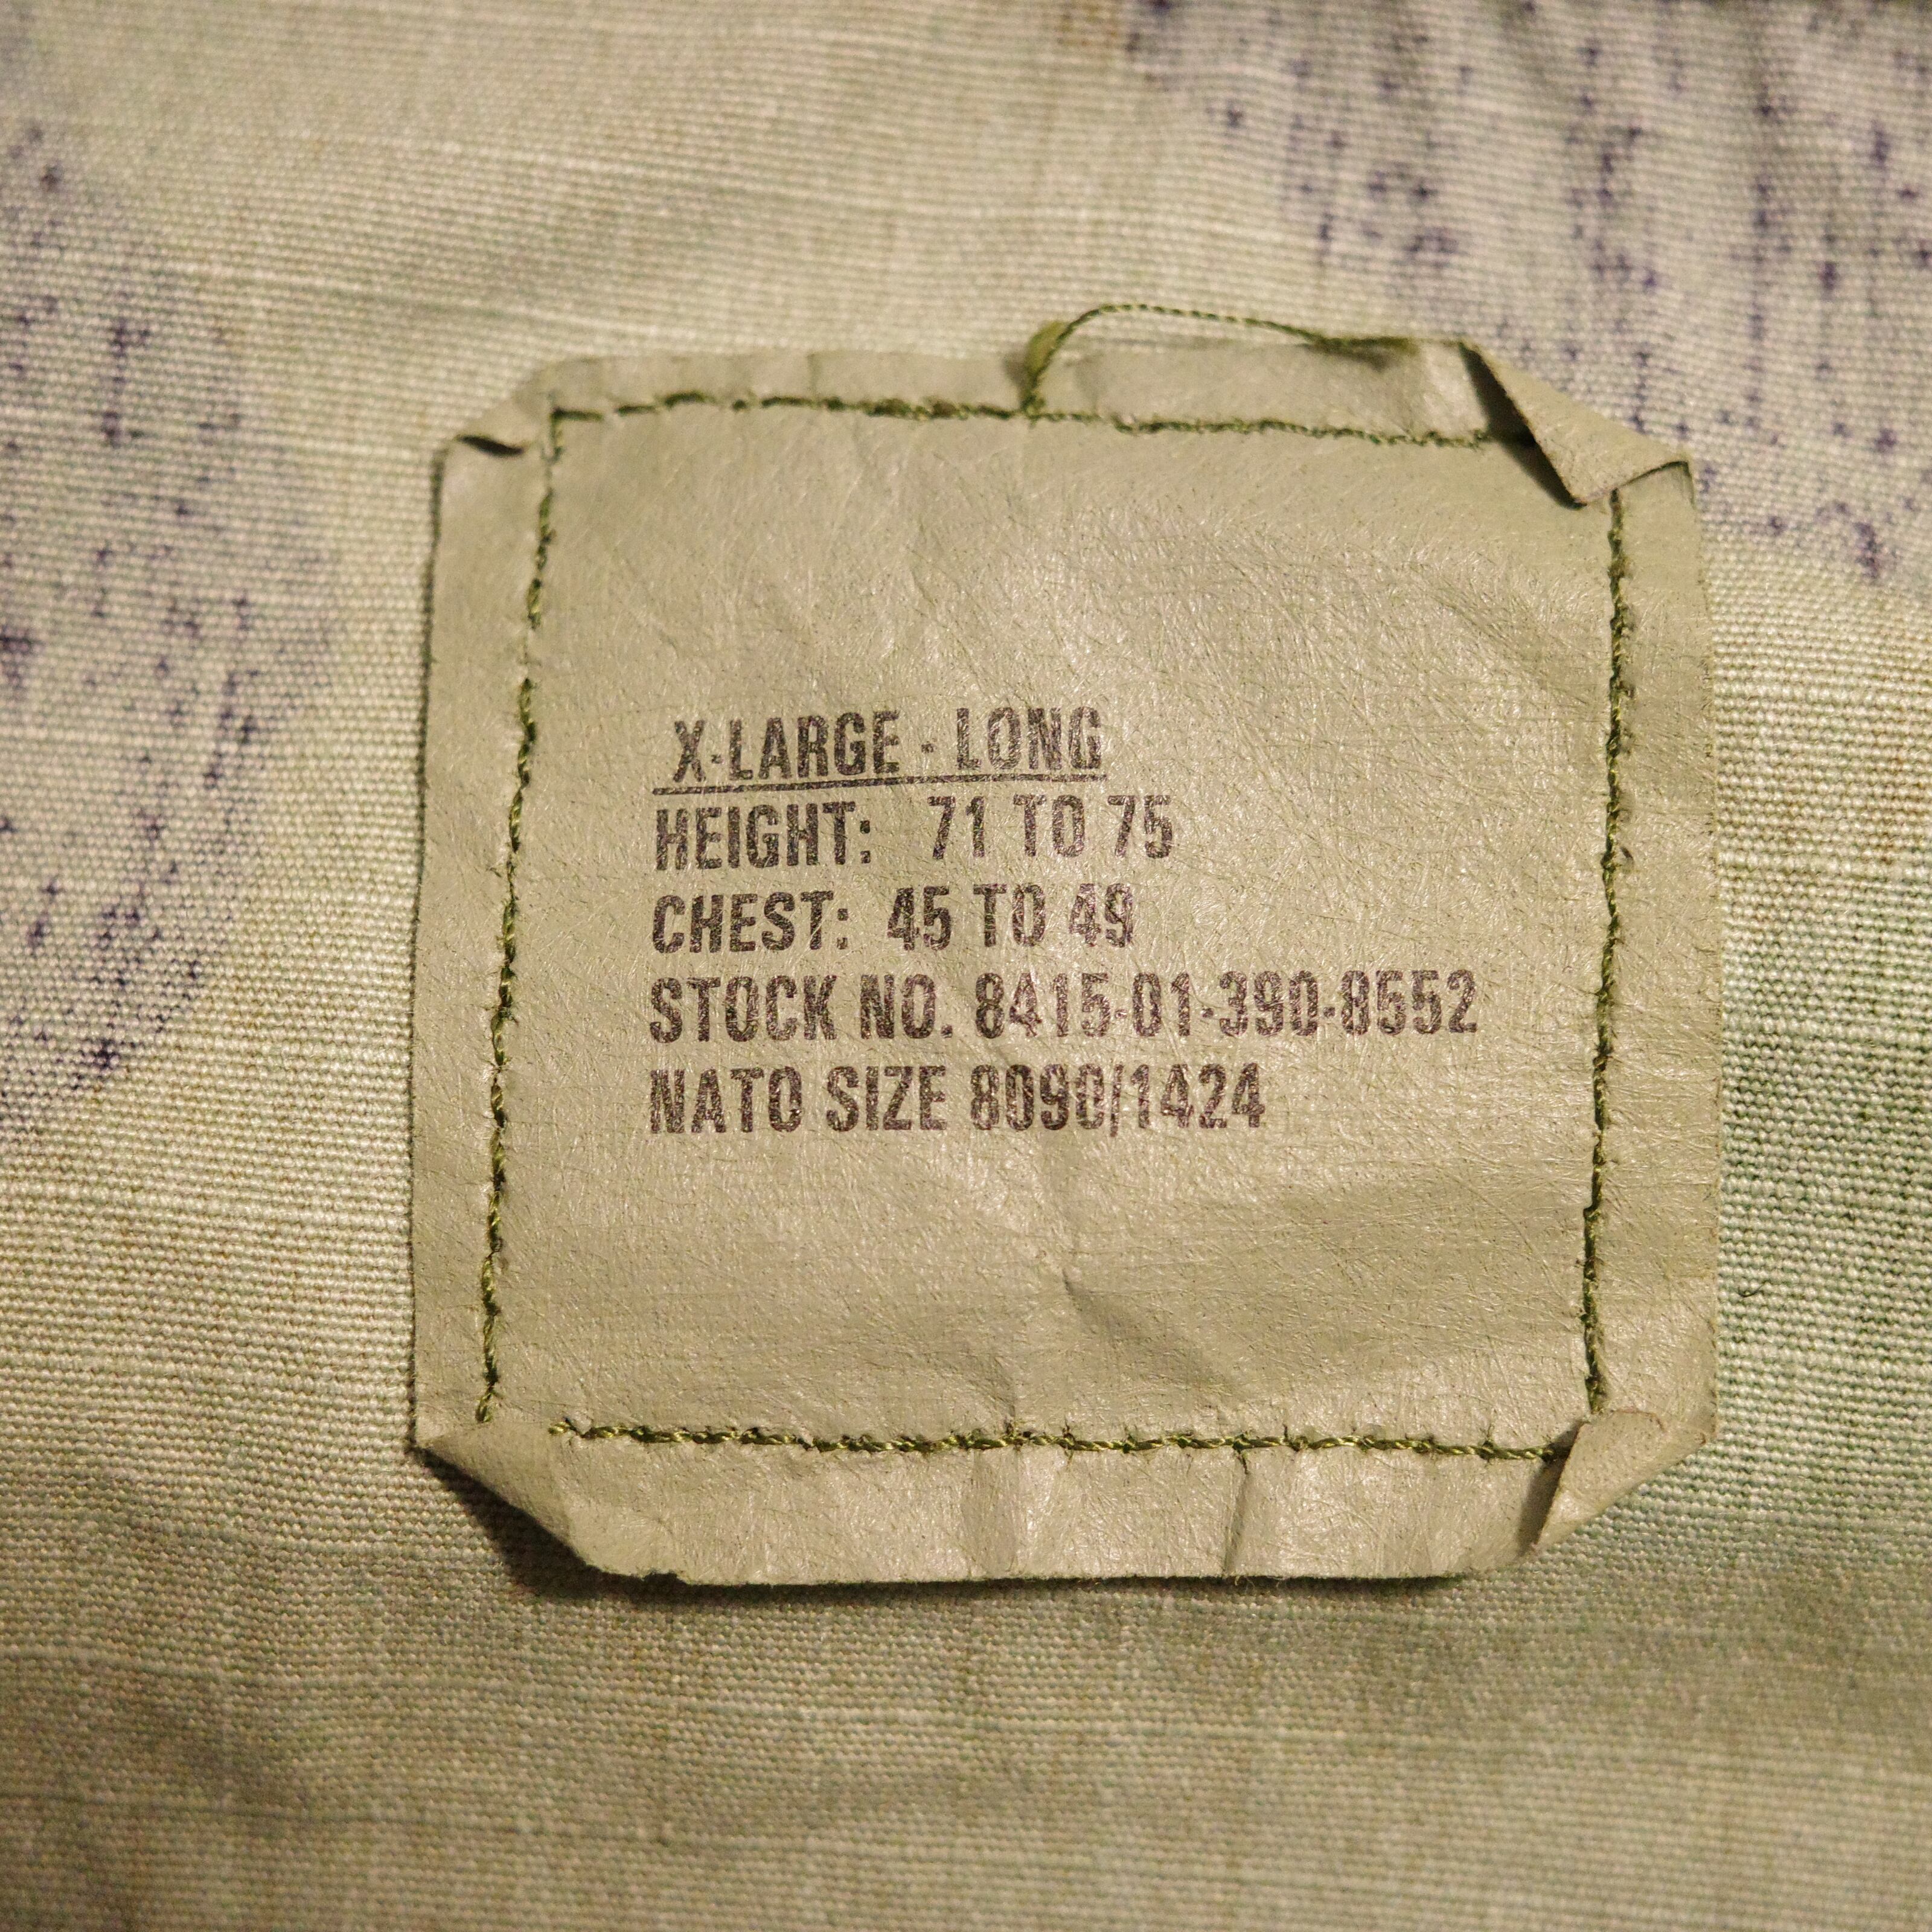 X-LARGE - LONG
HEIGHT: 71 TO 75
CHEST: 45 TO 49
STOCK NO. 8415-01-390-8552
NATO SIZE 8090/1424